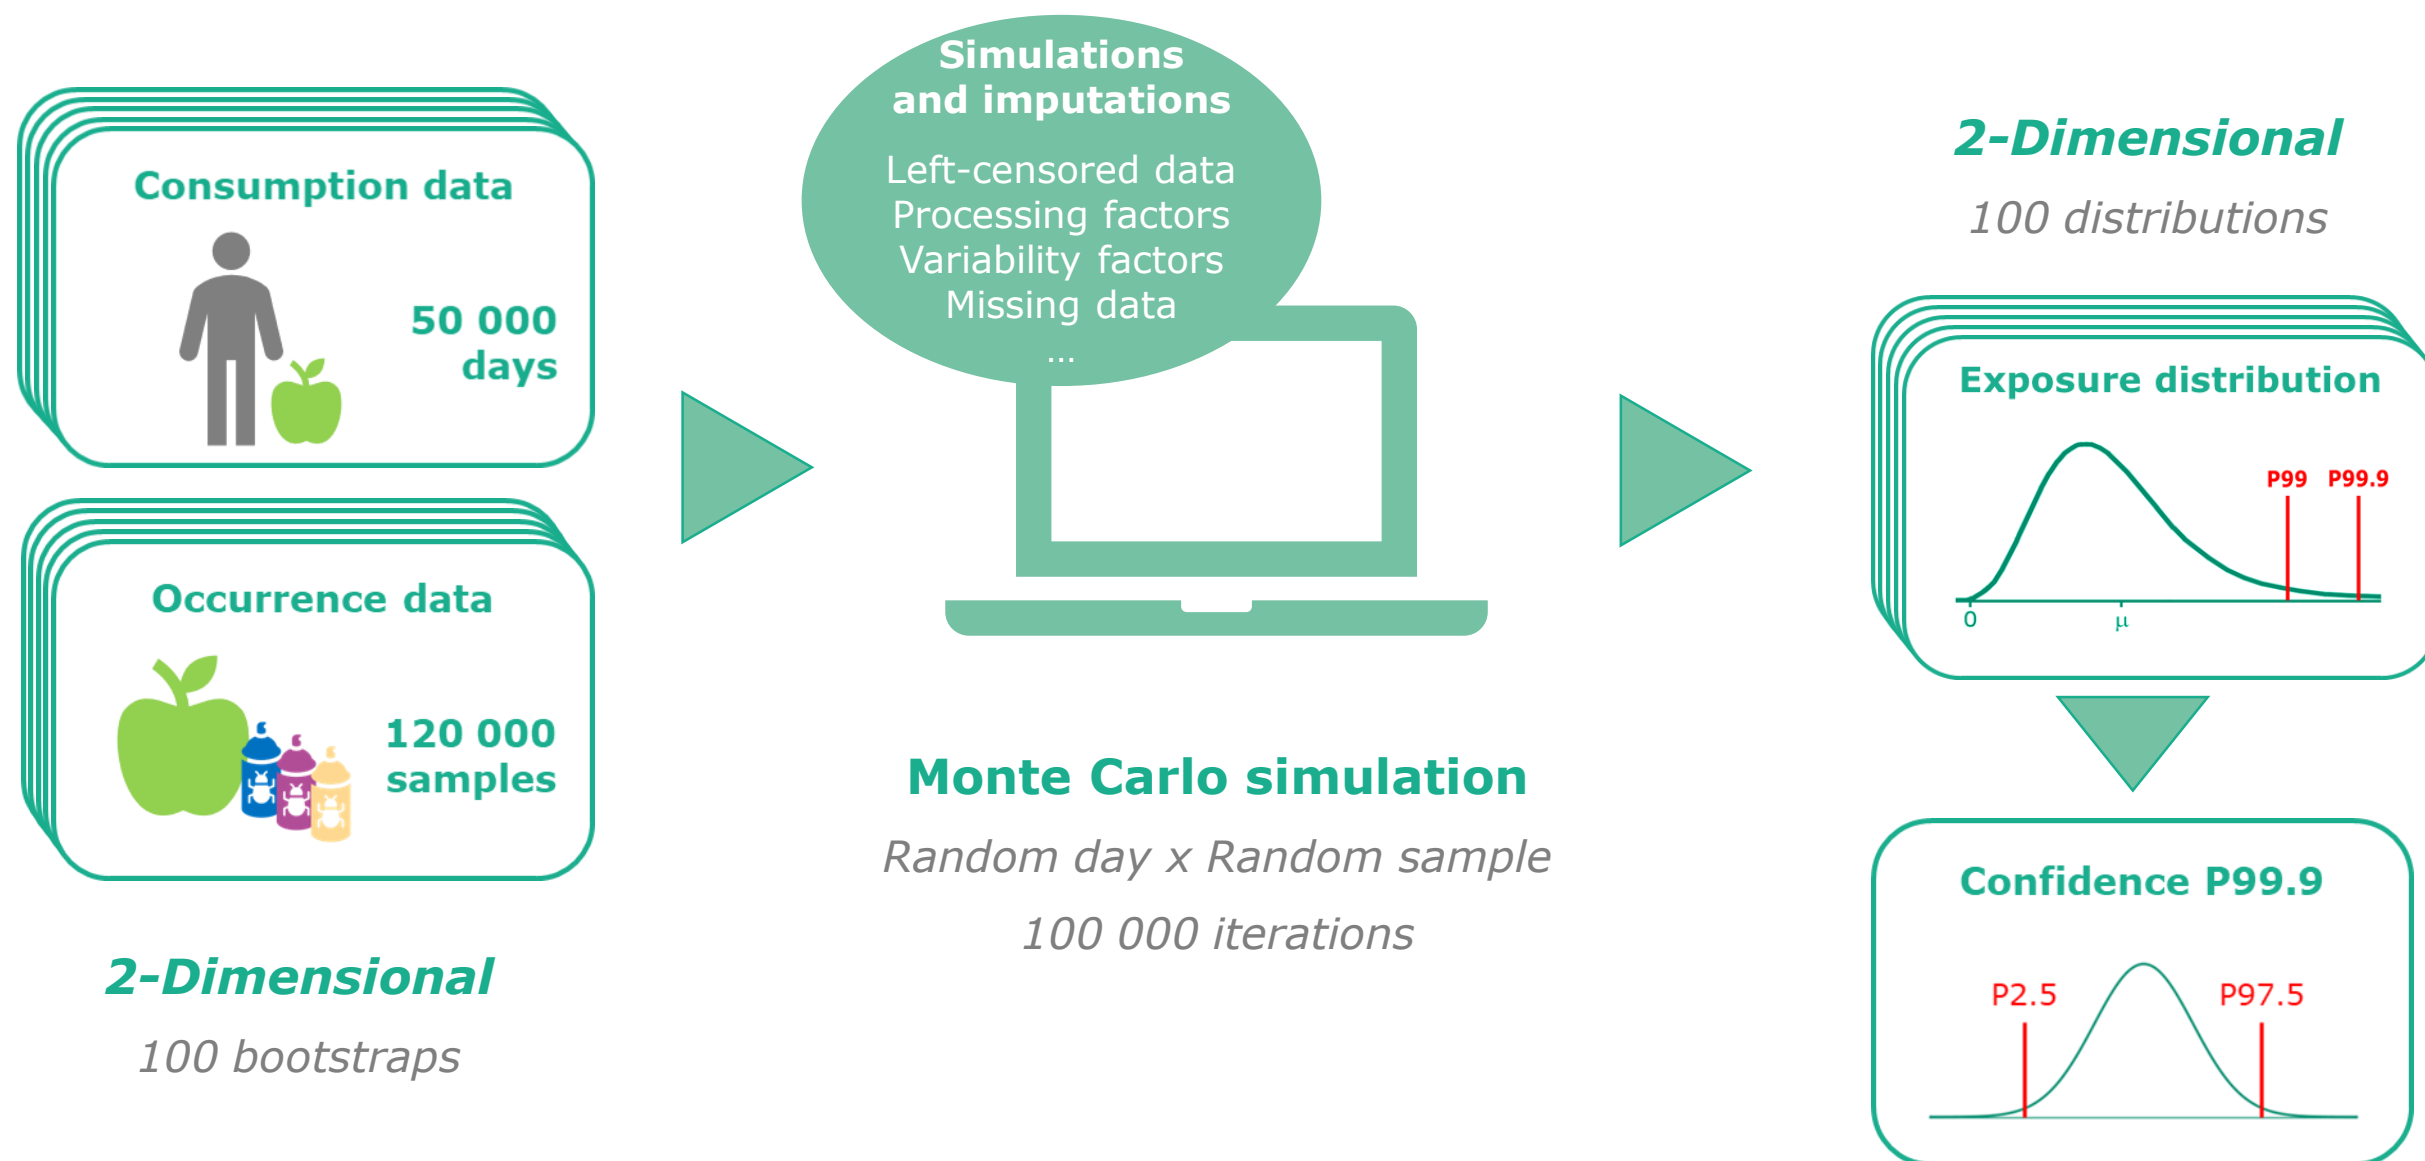 Consumption data
50 000
days
Occurrence data
120 000
samples
2-Dimensional
100 bootstraps
Simulations
and imputations
Left-censored data
Processing factors
Variability factors
Missing data
...
Monte Carlo simulation
Random day x Random sample
100 000 iterations
2-Dimensional
100 distributions
Exposure distribution
P99 P99.9
0 μ
Confidence P99.9
P2.5 P97.5